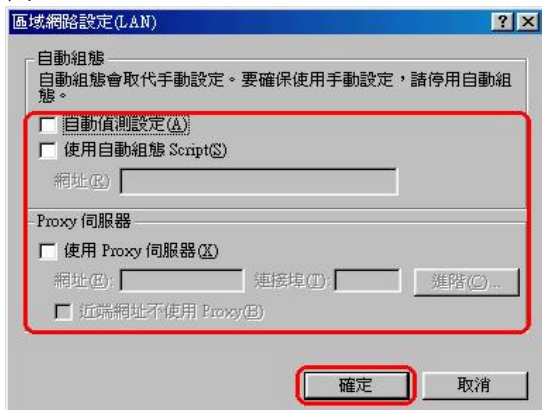 區域網路設定(LAN)
自動組態
自動組態會取代手動設定。要確保使用手動設定，請停用自動組
態。
自動偵測設定(A)
使用自動組態 Script(S)
網址(R)
Proxy 伺服器
使用 Proxy 伺服器(X)
網址(E): 連接埠(T): 進階(C)...
近端網址不使用 Proxy(B)
確定 取消